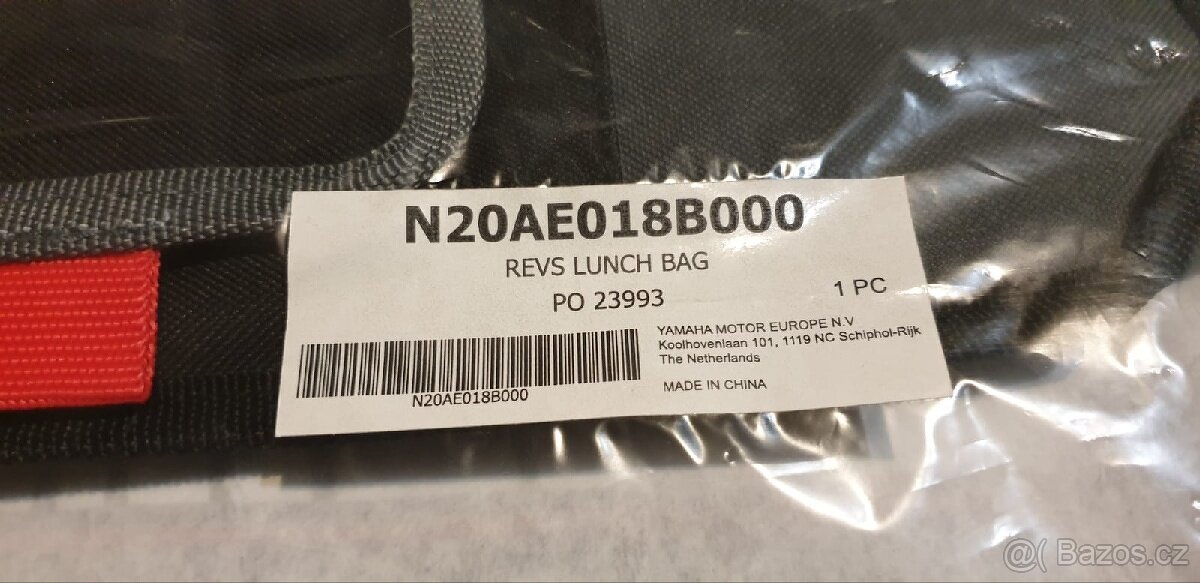 N20AE018B000
REVS LUNCH BAG
PO 23993
1 PC
YAMAHA MOTOR EUROPE N.V
Koolhovenlaan 101, 1119 NC Schiphol-Rijk
The Netherlands
MADE IN CHINA
N20AE018B000
@( Bazos.cz